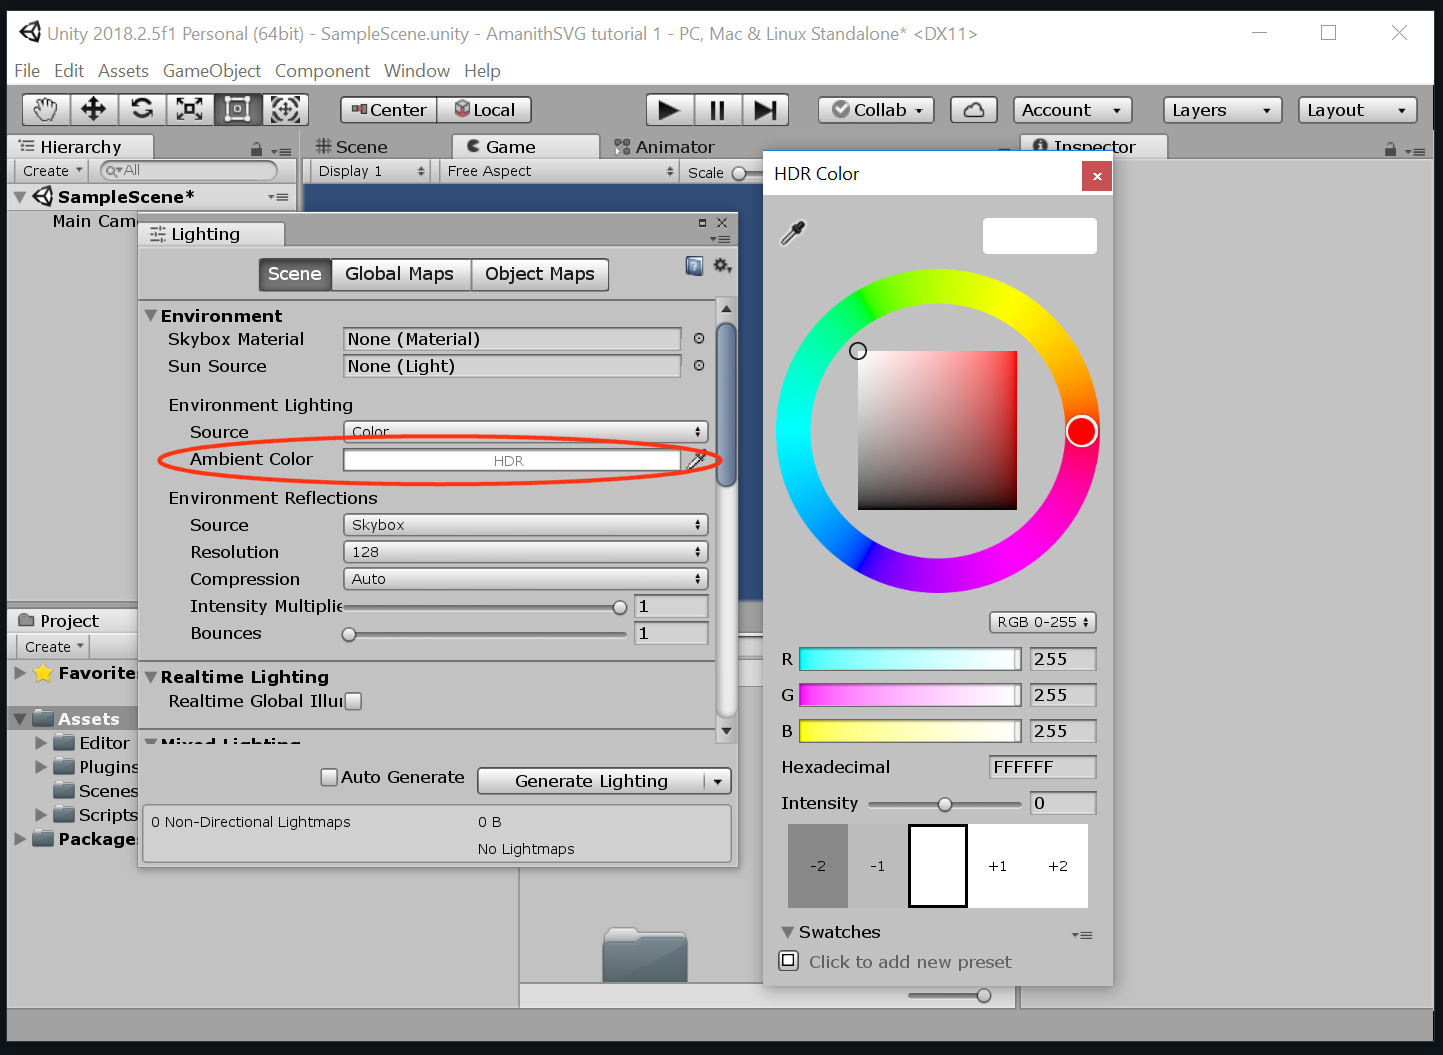 Unity 2018.2.5f1 Personal (64bit) - SampleScene.unity - AmanithSVG tutorial 1 - PC, Mac & Linux Standalone* <DX11>
File Edit Assets GameObject Component Window Help
Center Local Collab Account Layers Layout
Hierarchy Scene Game Animator Inspector
Create All Display 1 Free Aspect Scale
SampleScene*
Main Cam
Lighting
Scene Global Maps Object Maps
Environment
Skybox Material None (Material)
Sun Source None (Light)
Environment Lighting
Source Color
Ambient Color HDR
Environment Reflections
Source Skybox
Resolution 128
Compression Auto
Intensity Multiplie 1
Bounces 1
Realtime Lighting
Realtime Global Illu
Mixed Lighting
Auto Generate Generate Lighting
0 Non-Directional Lightmaps 0 B
No Lightmaps
Project
Create
Favorites
Assets
Editor
Plugins
Scenes
Scripts
Package
HDR Color
RGB 0-255
R 255
G 255
B 255
Hexadecimal FFFFFF
Intensity 0
-2 -1 +1 +2
Swatches
Click to add new preset